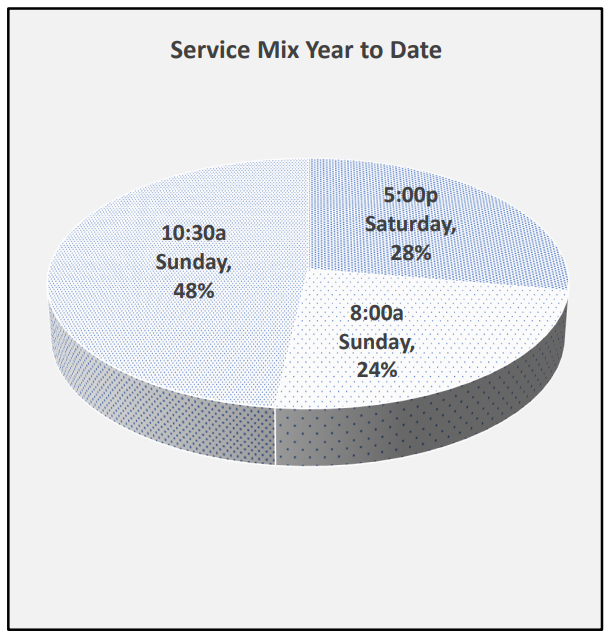 Service Mix Year to Date
5:00p
Saturday,
28%
10:30a
Sunday,
48%
8:00a
Sunday,
24%